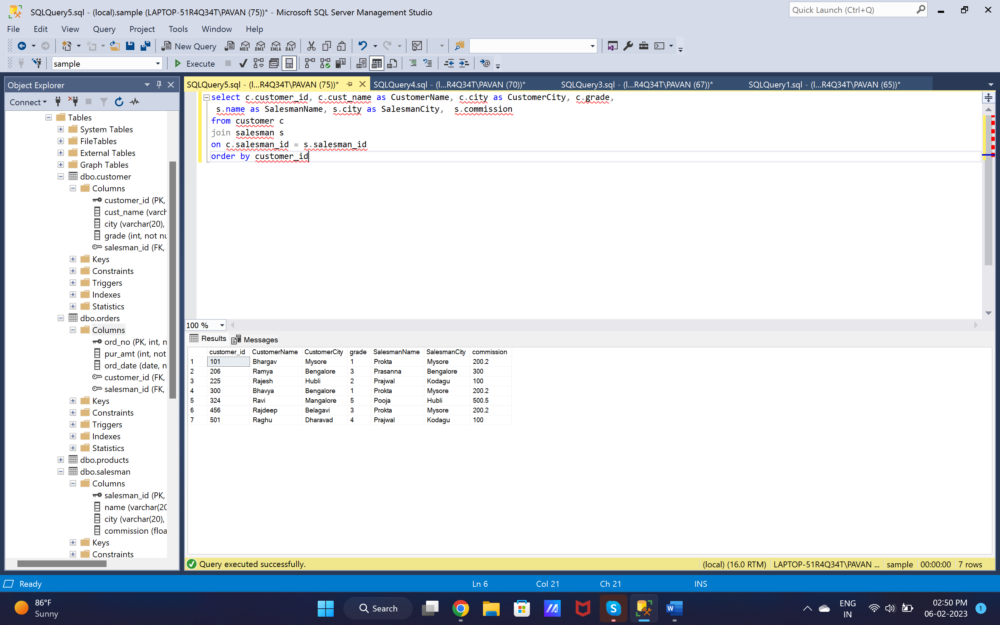 SQLQuery5.sql - (local).sample (LAPTOP-51R4Q34T\PAVAN (75))* - Microsoft SQL Server Management Studio
Quick Launch (Ctrl+Q)
File Edit View Query Project Tools Window Help
New Query MDX DMX XMLA DAX
sample Execute
Object Explorer
Connect
Tables
System Tables
FileTables
External Tables
Graph Tables
dbo.customer
Columns
customer_id (PK,
cust_name (varch
city (varchar(20),
grade (int, not nu
salesman_id (FK,
Keys
Constraints
Triggers
Indexes
Statistics
dbo.orders
Columns
ord_no (PK, int, n
pur_amt (int, not
ord_date (date, n
customer_id (FK,
salesman_id (FK,
Keys
Constraints
Triggers
Indexes
Statistics
dbo.products
dbo.salesman
Columns
salesman_id (PK,
name (varchar(20
city (varchar(20),
commission (floa
Keys
Constraints
SQLQuery5.sql - (l...R4Q34T\PAVAN (75))* SQLQuery4.sql - (l...R4Q34T\PAVAN (70))* SQLQuery3.sql - (l...R4Q34T\PAVAN (67))* SQLQuery1.sql - (l...R4Q34T\PAVAN (65))*
select c.customer_id, c.cust_name as CustomerName, c.city as CustomerCity, c.grade,
s.name as SalesmanName, s.city as SalesmanCity, s.commission
from customer c
join salesman s
on c.salesman_id = s.salesman_id
order by customer_id
100 %
Results Messages
customer_id CustomerName CustomerCity grade SalesmanName SalesmanCity commission
1 101 Bhargav Mysore 1 Prokta Mysore 200.2
2 206 Ramya Bengalore 3 Prasanna Bengalore 300
3 225 Rajesh Hubli 2 Prajwal Kodagu 100
4 300 Bhavya Bengalore 1 Prokta Mysore 200.2
5 324 Ravi Mangalore 5 Pooja Hubli 500.5
6 456 Rajdeep Belagavi 3 Prokta Mysore 200.2
7 501 Raghu Dharavad 4 Prajwal Kodagu 100
Query executed successfully. (local) (16.0 RTM) LAPTOP-51R4Q34T\PAVAN ... sample 00:00:00 7 rows
Ready Ln 6 Col 21 Ch 21 INS
86°F
Sunny
Search
ENG
IN
02:50 PM
06-02-2023
1